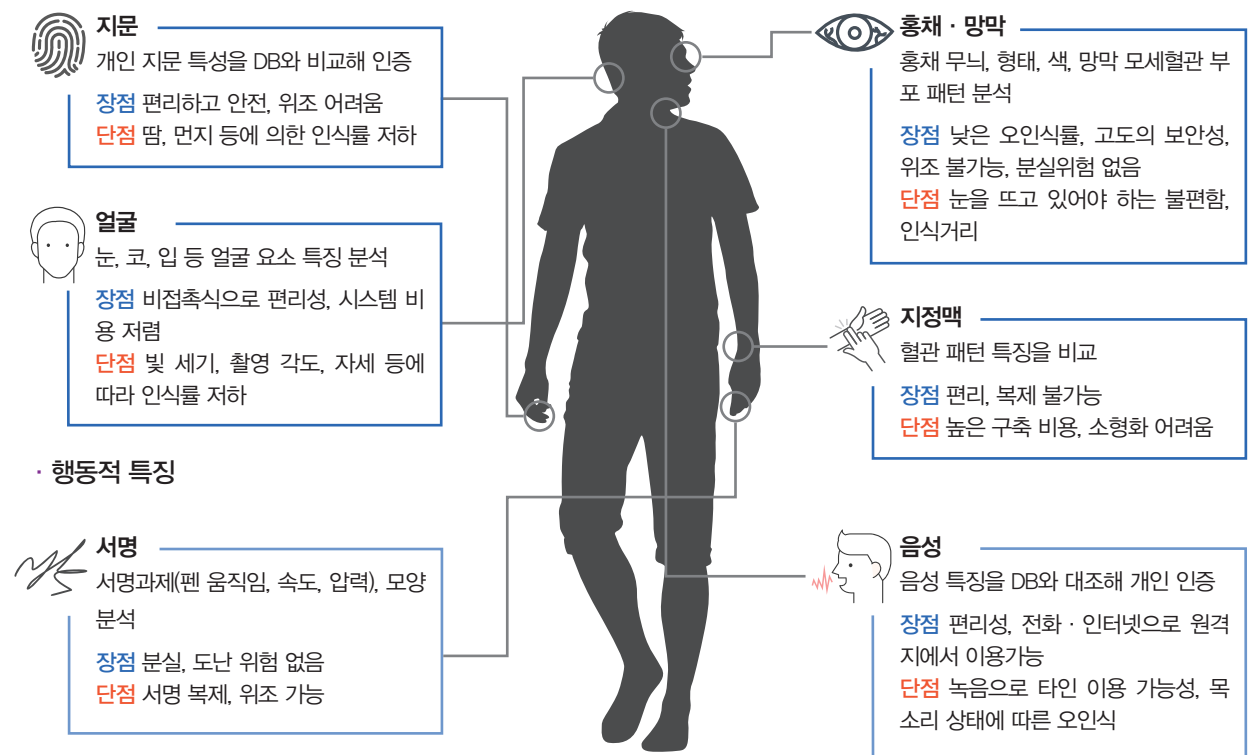 지문
개인 지문 특성을 DB와 비교해 인증
장점 편리하고 안전, 위조 어려움
단점 땀, 먼지 등에 의한 인식률 저하
얼굴
눈, 코, 입 등 얼굴 요소 특징 분석
장점 비접촉식으로 편리성, 시스템 비
용 저렴
단점 빛 세기, 촬영 각도, 자세 등에
따라 인식률 저하
홍채 · 망막
홍채 무늬, 형태, 색, 망막 모세혈관 부
포 패턴 분석
장점 낮은 오인식률, 고도의 보안성,
위조 불가능, 분실위험 없음
단점 눈을 뜨고 있어야 하는 불편함,
인식거리
지정맥
혈관 패턴 특징을 비교
장점 편리, 복제 불가능
단점 높은 구축 비용, 소형화 어려움
· 행동적 특징
서명
서명과제(펜 움직임, 속도, 압력), 모양
분석
장점 분실, 도난 위험 없음
단점 서명 복제, 위조 가능
음성
음성 특징을 DB와 대조해 개인 인증
장점 편리성, 전화 · 인터넷으로 원격
지에서 이용가능
단점 녹음으로 타인 이용 가능성, 목
소리 상태에 따른 오인식